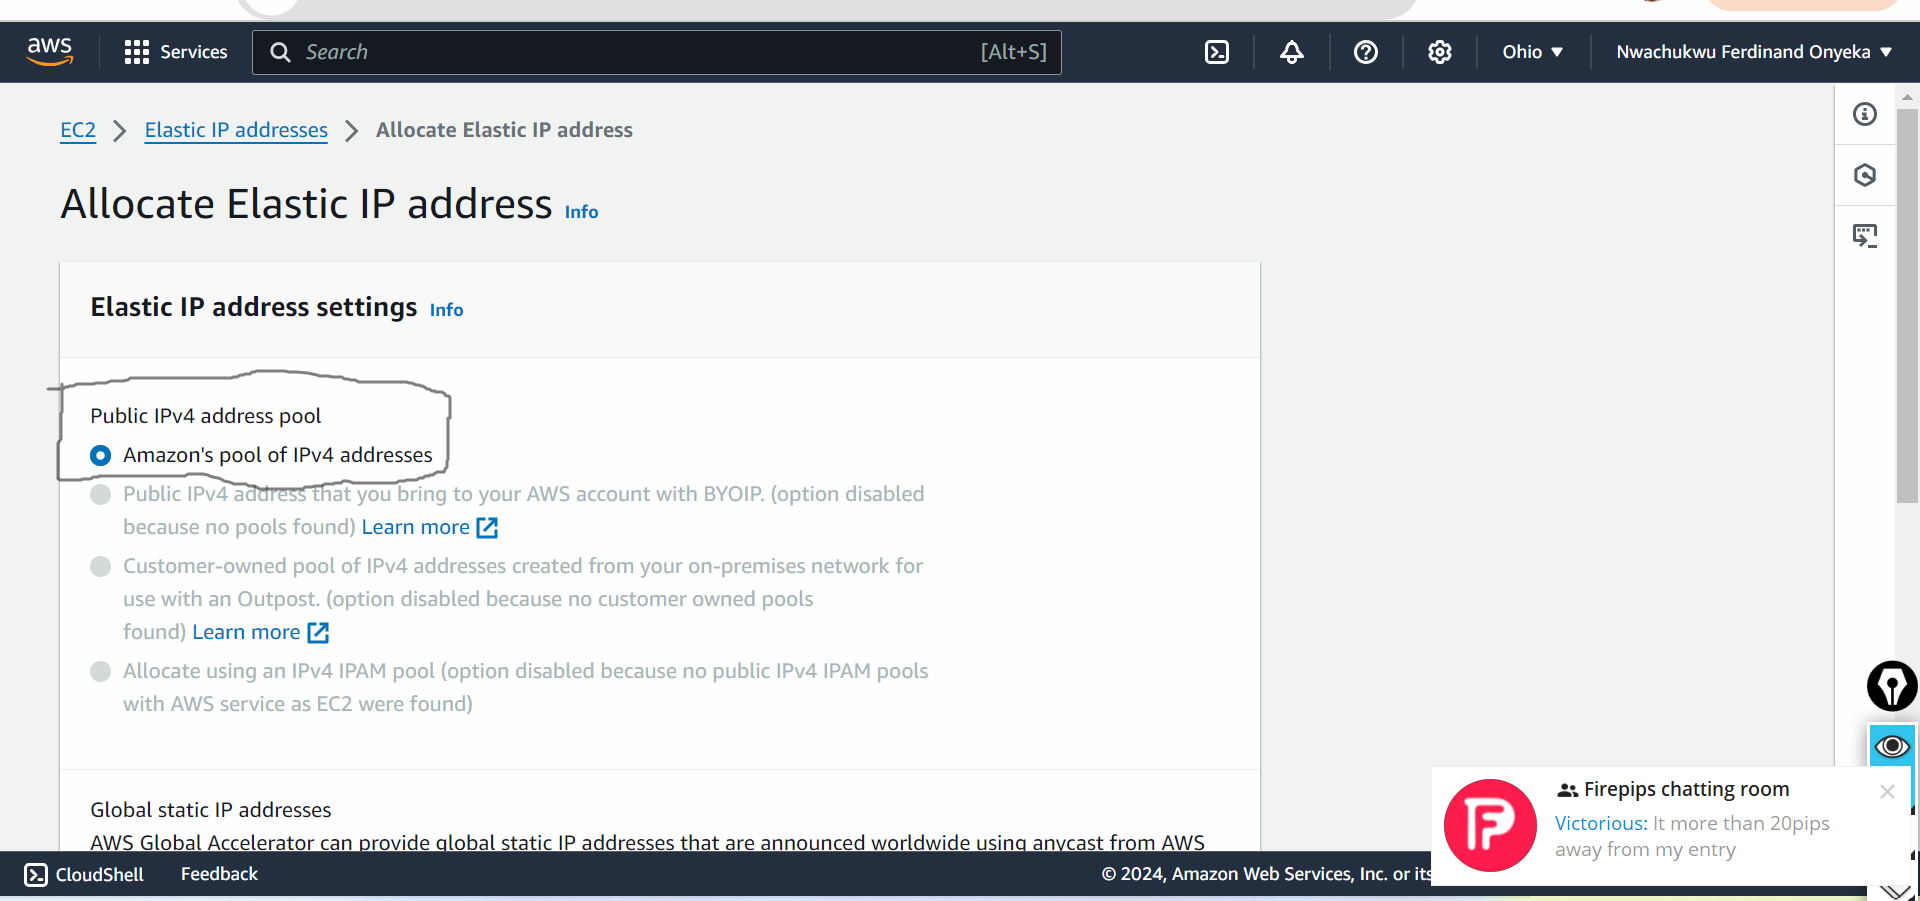 aws
Services
Search
[Alt+S]
Ohio
Nwachukwu Ferdinand Onyeka
EC2
Elastic IP addresses
Allocate Elastic IP address
Allocate Elastic IP address Info
Elastic IP address settings Info
Public IPv4 address pool
Amazon's pool of IPv4 addresses
Public IPv4 address that you bring to your AWS account with BYOIP. (option disabled
because no pools found) Learn more
Customer-owned pool of IPv4 addresses created from your on-premises network for
use with an Outpost. (option disabled because no customer owned pools
found) Learn more
Allocate using an IPv4 IPAM pool (option disabled because no public IPv4 IPAM pools
with AWS service as EC2 were found)
Global static IP addresses
AWS Global Accelerator can provide global static IP addresses that are announced worldwide using anycast from AWS
Firepips chatting room
Victorious: It more than 20pips
away from my entry
CloudShell
Feedback
© 2024, Amazon Web Services, Inc. or its